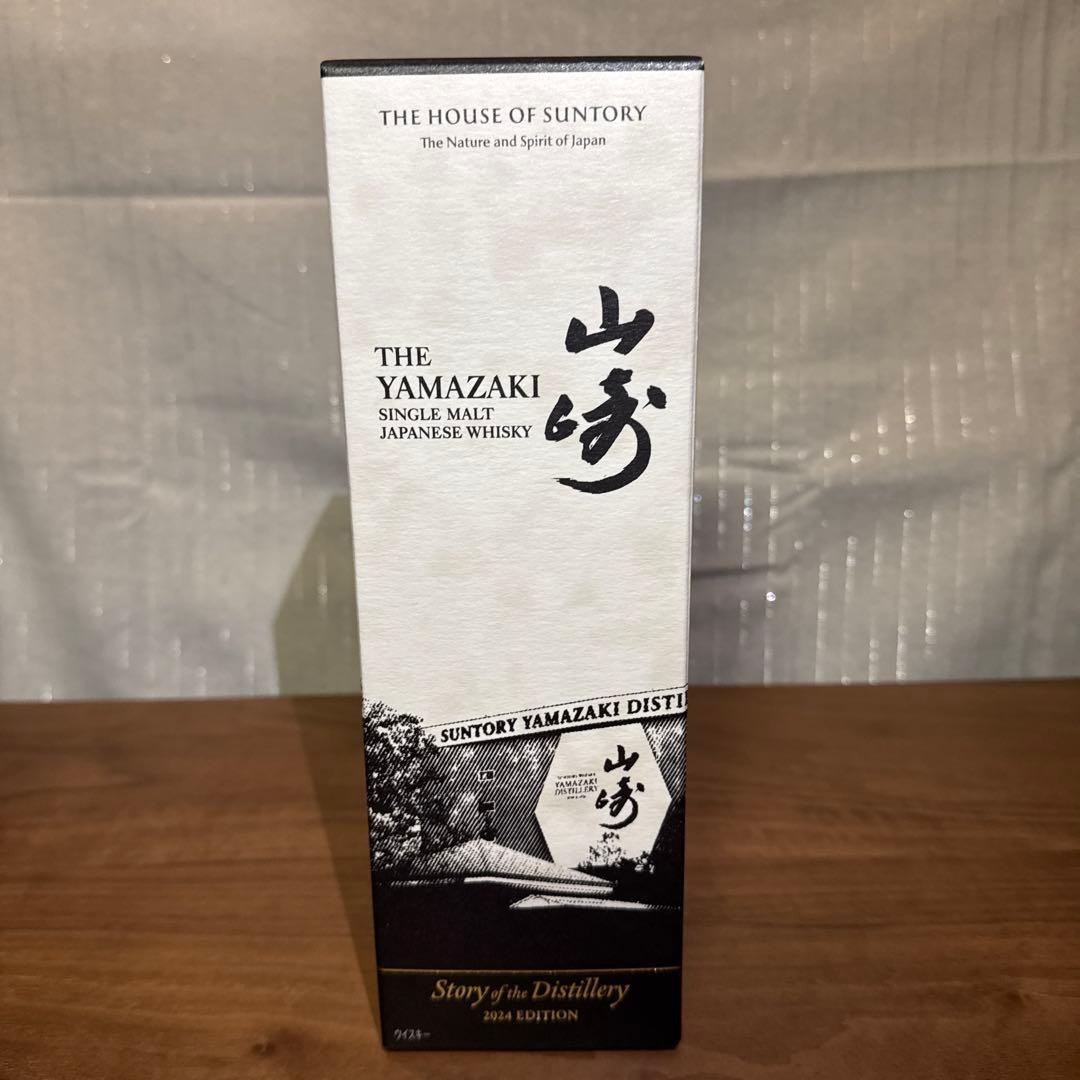 THE HOUSE OF SUNTORY
The Nature and Spirit of Japan
山崎
THE
YAMAZAKI
SINGLE MALT
JAPANESE WHISKY
SUNTORY YAMAZAKI DISTI
山崎
YAMAZAKI
DISTILLERY
Story of the Distillery
2024 EDITION
ウイスキー